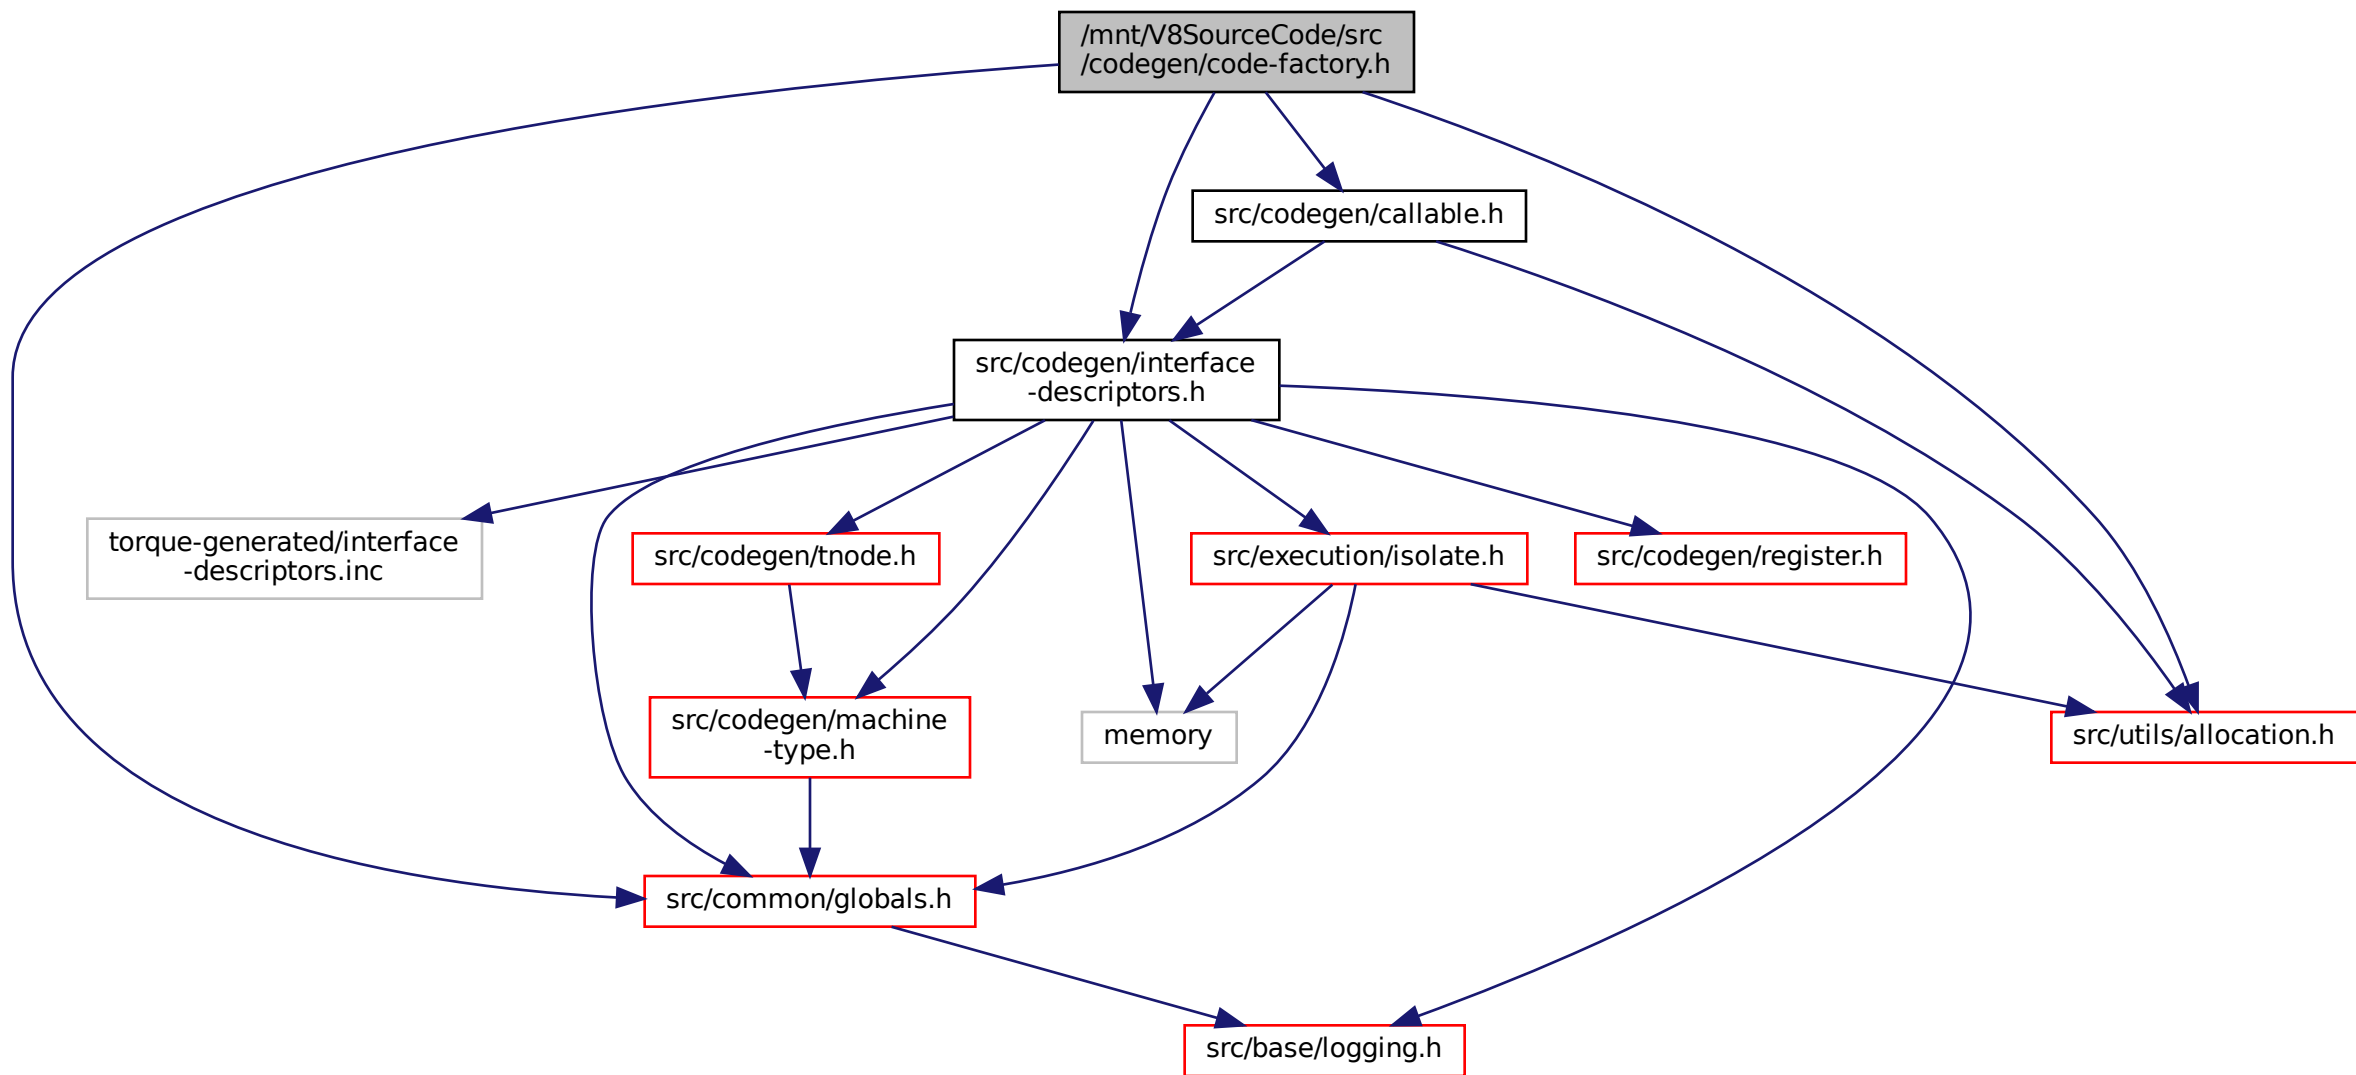 /mnt/V8SourceCode/src
/codegen/code-factory.h
src/codegen/callable.h
src/codegen/interface
-descriptors.h
torque-generated/interface
-descriptors.inc
src/codegen/tnode.h
src/execution/isolate.h
src/codegen/register.h
src/codegen/machine
-type.h
memory
src/utils/allocation.h
src/common/globals.h
src/base/logging.h